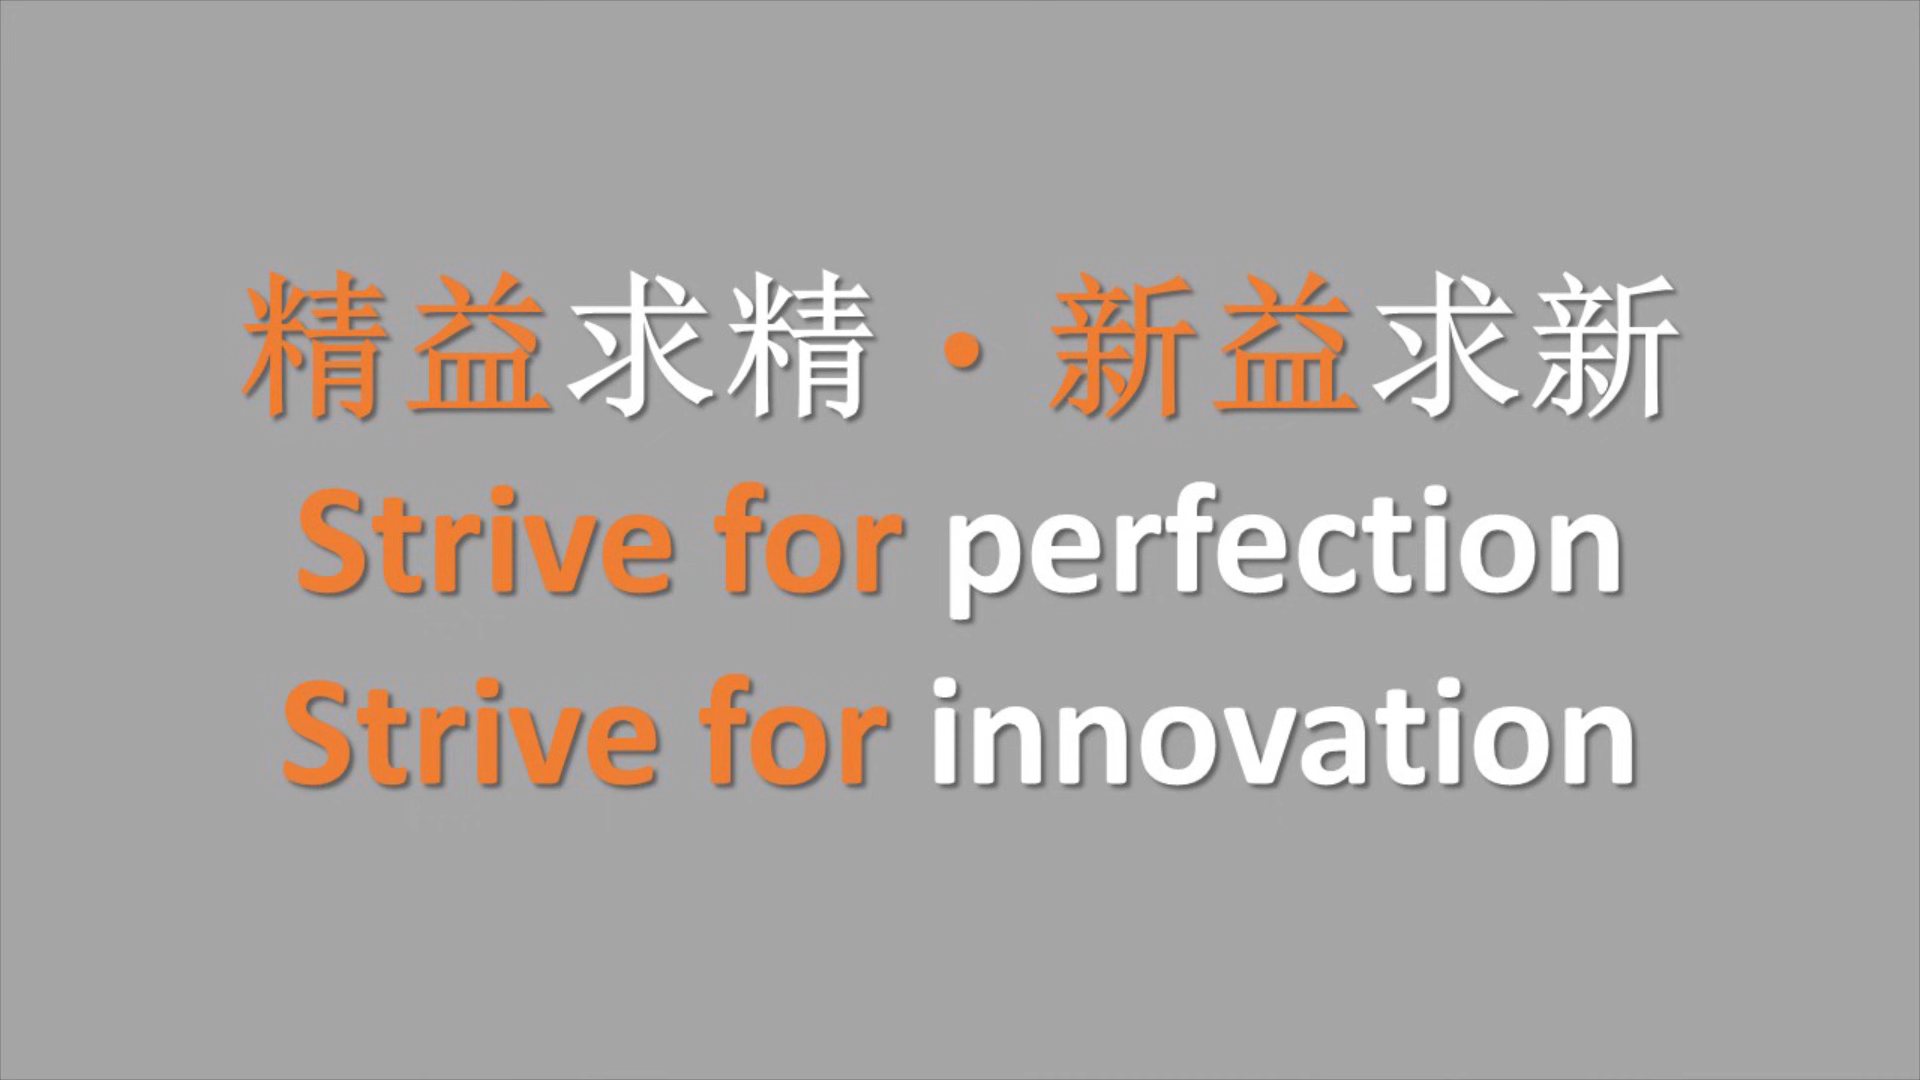 精益求精 • 新益求新
Strive for perfection
Strive for innovation